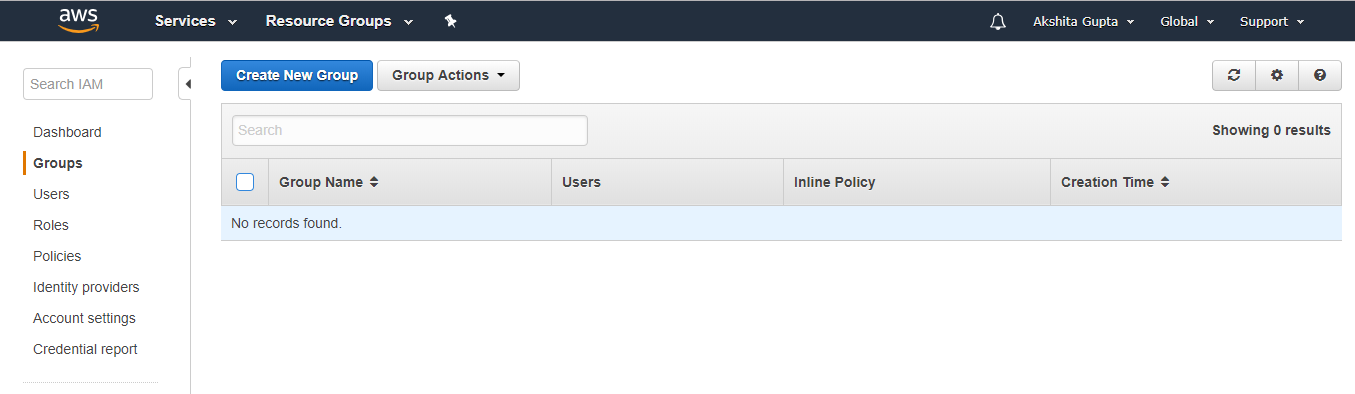 aws Services Resource Groups Akshita Gupta Global Support
Search IAM
Create New Group Group Actions
Dashboard
Groups
Users
Roles
Policies
Identity providers
Account settings
Credential report
Search
Showing 0 results
Group Name Users Inline Policy Creation Time
No records found.